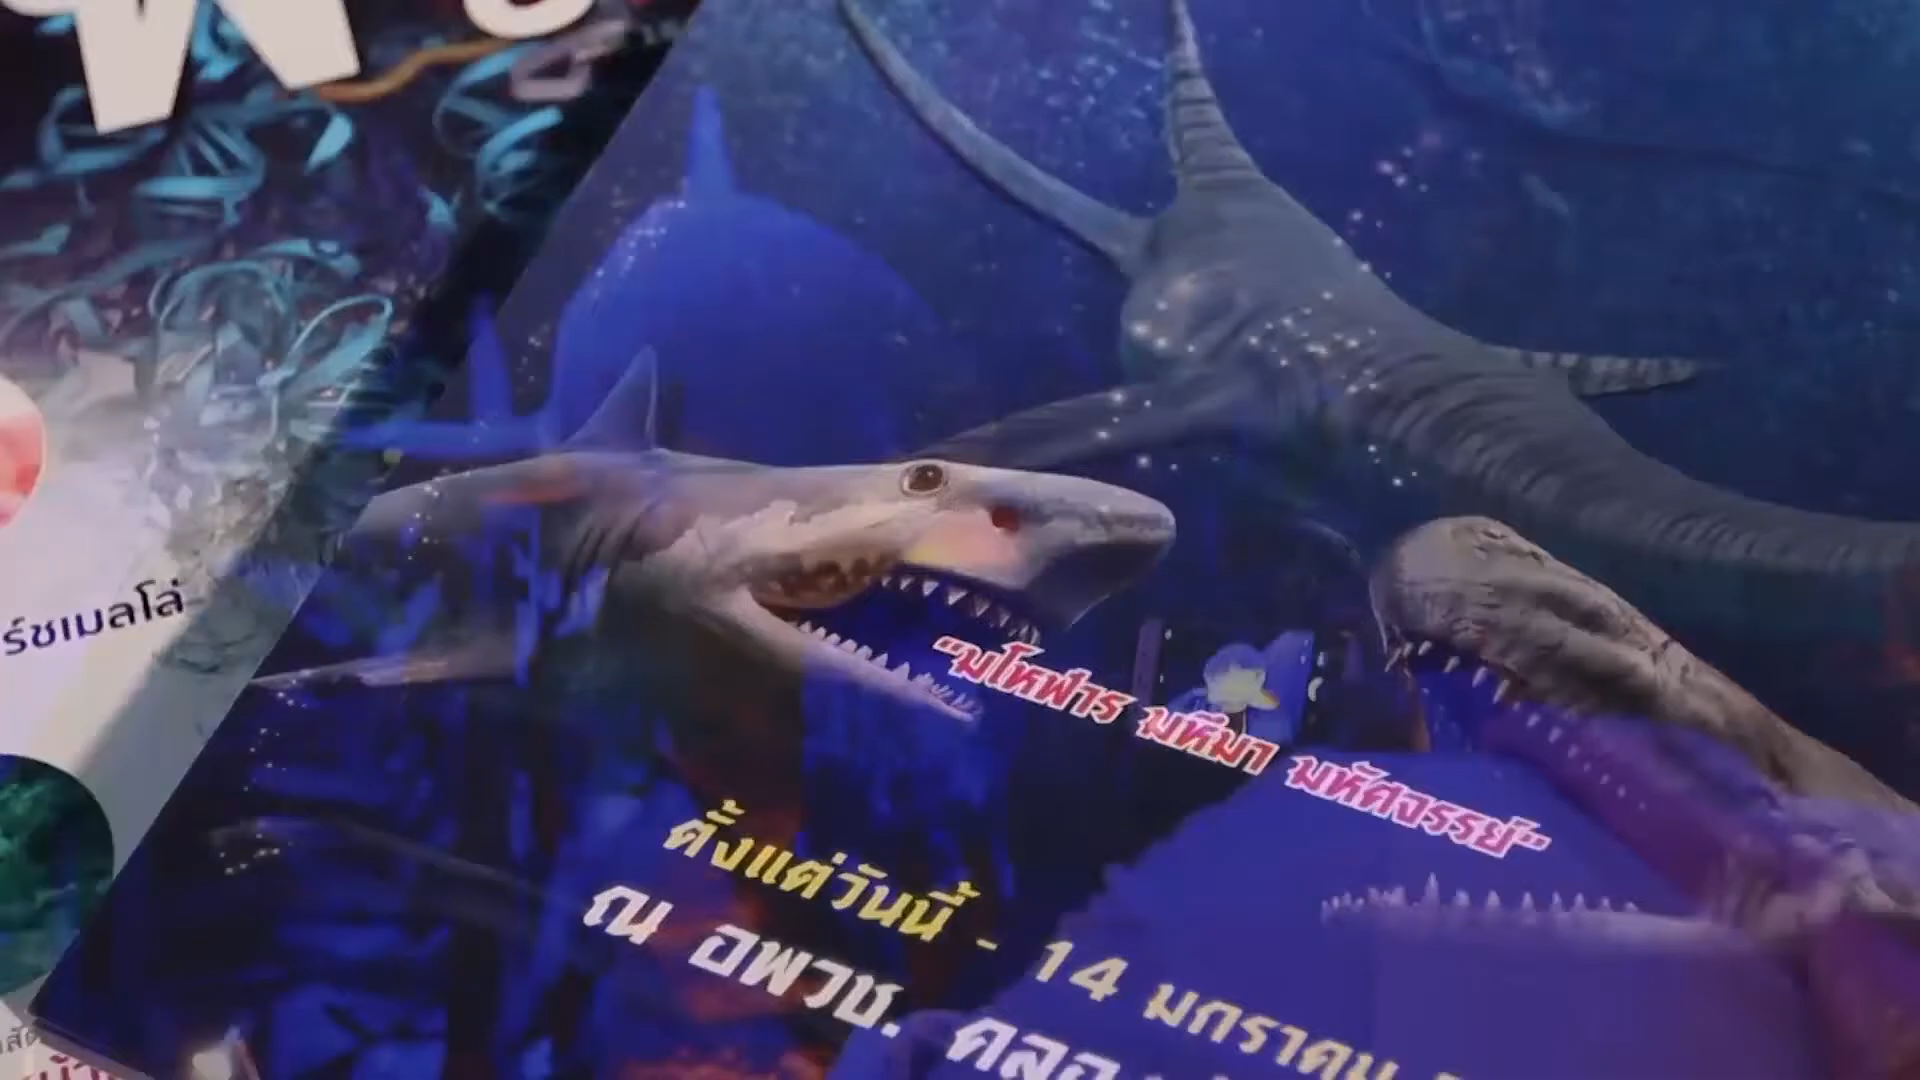 ร์ชเมลโล่
“มโหฬาร มหึมา มหัศจรรย์”
ตั้งแต่วันนี้ - 14 มกราคม
ณ อพวช. คลอง